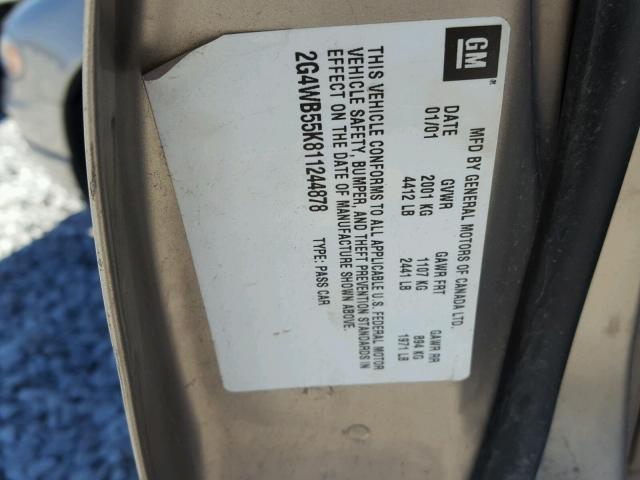 GM
MFD BY GENERAL MOTORS OF CANADA LTD.
DATE GVWR GAWR FRT GAWR RR
01/01 2001 KG 1107 KG 894 KG
4412 LB 2441 LB 1971 LB
THIS VEHICLE CONFORMS TO ALL APPLICABLE U.S. FEDERAL MOTOR
VEHICLE SAFETY, BUMPER, AND THEFT PREVENTION STANDARDS IN
EFFECT ON THE DATE OF MANUFACTURE SHOWN ABOVE.
2G4WB55K811244878 TYPE: PASS CAR